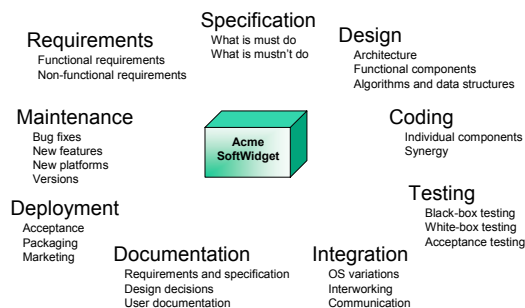 Specification
What is must do
What is mustn't do
Requirements
Functional requirements
Non-functional requirements
Design
Architecture
Functional components
Algorithms and data structures
Maintenance
Bug fixes
New features
New platforms
Versions
Acme
SoftWidget
Coding
Individual components
Synergy
Deployment
Acceptance
Packaging
Marketing
Testing
Black-box testing
White-box testing
Acceptance testing
Documentation
Requirements and specification
Design decisions
User documentation
Integration
OS variations
Interworking
Communication